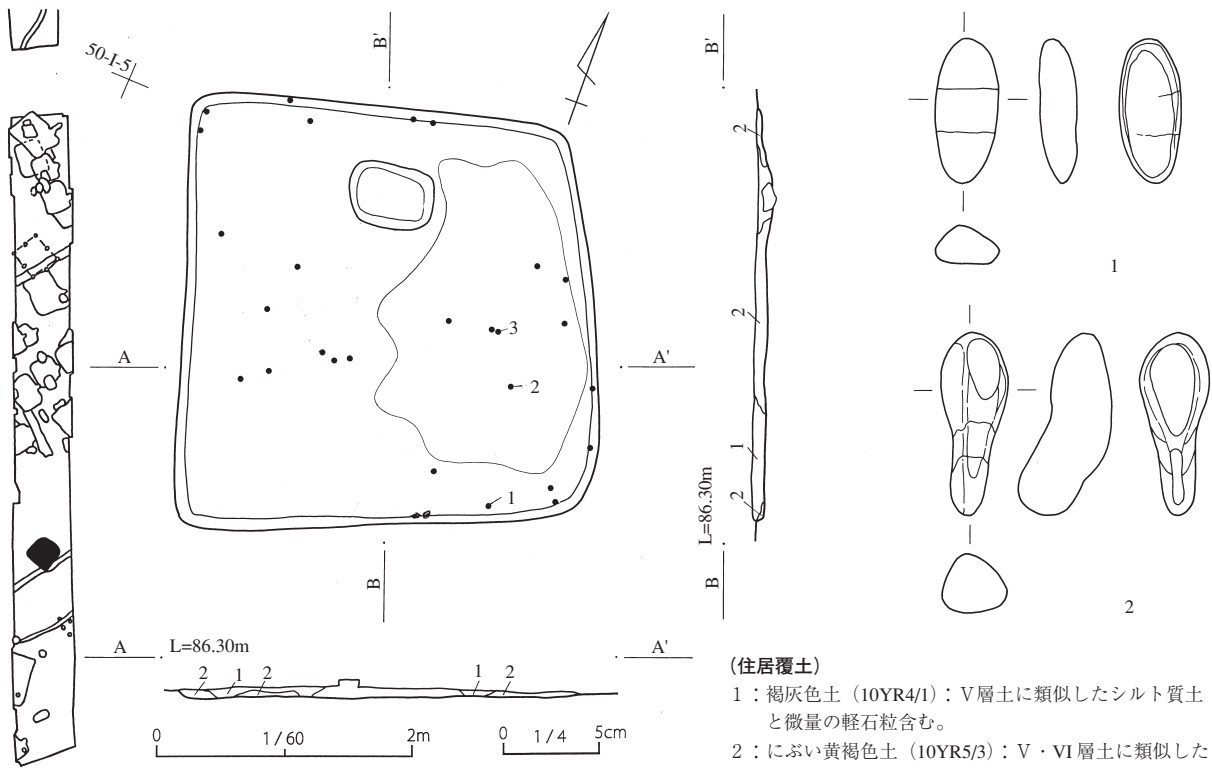 50-I-5
B'
B'
2
1
3
2
A
A'
2
2
1
1
L=86.30m
2
B
B
2
A
L=86.30m
A'
2
1
2
1
2
0
1/60
2m
0
1/4
5cm
（住居覆土）
1：褐灰色土（10YR4/1）：Ⅴ層土に類似したシルト質土
と微量の軽石粒含む。
2：にぶい黄褐色土（10YR5/3）：Ⅴ・VI 層土に類似した